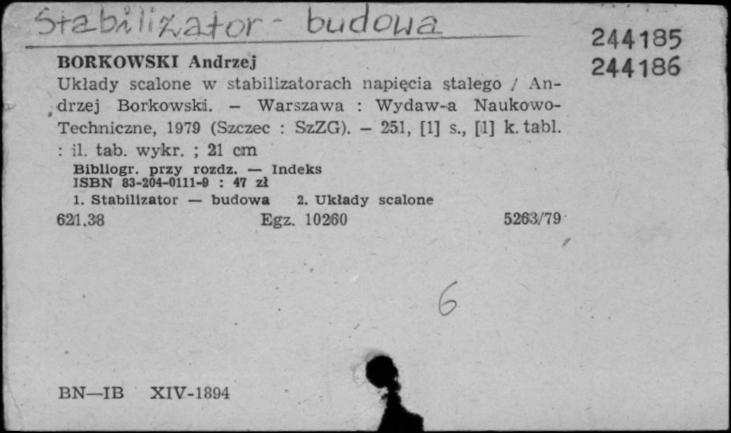 Stabilizator - budowa
244185
244186
BORKOWSKI Andrzej
Układy scalone w stabilizatorach napięcia stałego / An-
drzej Borkowski. — Warszawa : Wydaw-a Naukowo-
Techniczne, 1979 (Szczec : SzZG). — 251, [1] s., [1] k. tabl.
: il. tab. wykr. ; 21 cm
Bibliogr. przy rozdz. — Indeks
ISBN 83-204-0111-9 : 47 zł
1. Stabilizator — budowa 2. Układy scalone
621,38 Egz. 10260 5263/79
6
BN—IB XIV-1894